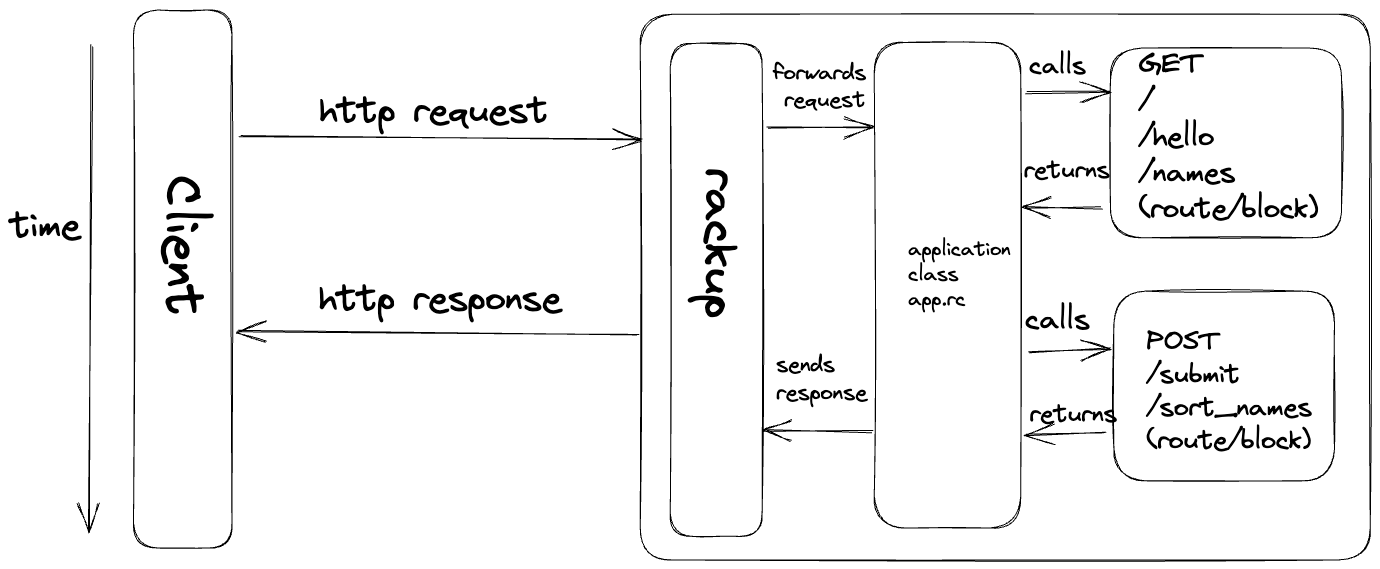 time
client
http request
http response
rackup
forwards
request
sends
response
application
class
app.rc
calls
returns
GET
/
/hello
/names
(route/block)
calls
returns
POST
/submit
/sort_names
(route/block)